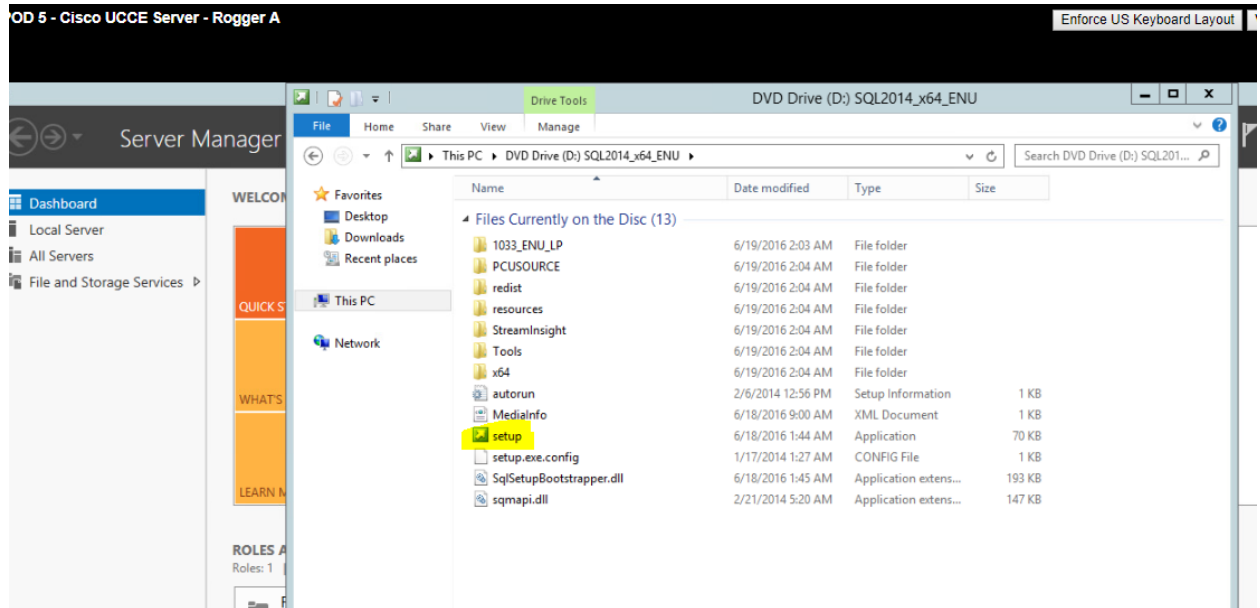 POD 5 - Cisco UCCE Server - Rogger A
Enforce US Keyboard Layout
Drive Tools
DVD Drive (D:) SQL2014_x64_ENU
File Home Share View Manage
This PC DVD Drive (D:) SQL2014_x64_ENU
Search DVD Drive (D:) SQL201...
Server Manager
Dashboard
Local Server
All Servers
File and Storage Services
QUICK
WHAT'S
LEARN
ROLES
Roles: 1
Favorites
Desktop
Downloads
Recent places
This PC
Network
Name Date modified Type Size
Files Currently on the Disc (13)
1033_ENU_LP 6/19/2016 2:03 AM File folder
PCUSOURCE 6/19/2016 2:04 AM File folder
redist 6/19/2016 2:04 AM File folder
resources 6/19/2016 2:04 AM File folder
StreamInsight 6/19/2016 2:04 AM File folder
Tools 6/19/2016 2:04 AM File folder
x64 6/19/2016 2:04 AM File folder
autorun 2/6/2014 12:56 PM Setup Information 1 KB
MediaInfo 6/18/2016 9:00 AM XML Document 1 KB
setup 6/18/2016 1:44 AM Application 70 KB
setup.exe.config 1/17/2014 1:27 AM CONFIG File 1 KB
SqlSetupBootstrapper.dll 6/18/2016 1:45 AM Application extens... 193 KB
sqmapi.dll 2/21/2014 5:20 AM Application extens... 147 KB